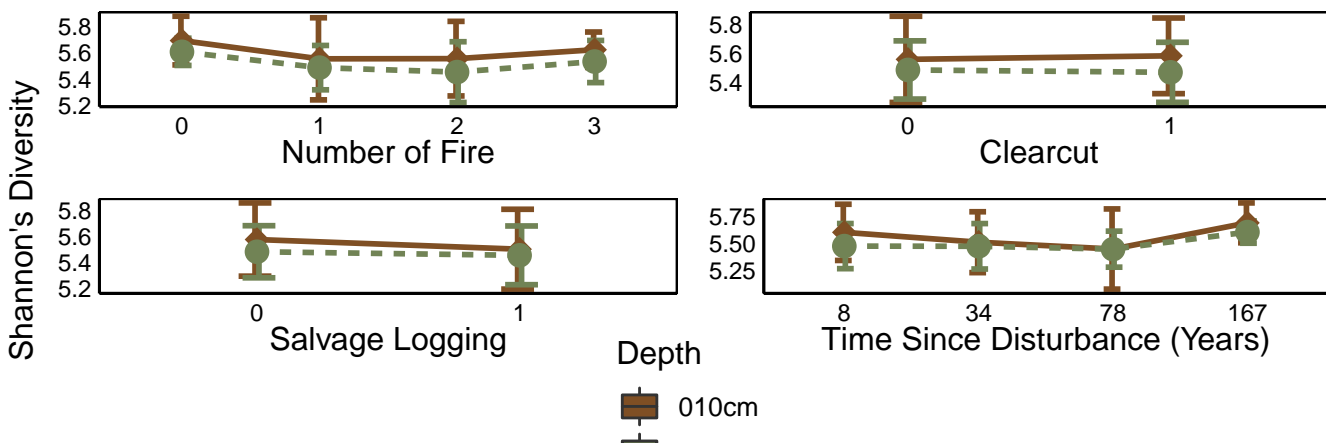 Shannon's Diversity
5.8
5.6
5.4
5.2
0 1 2 3
Number of Fire
5.8
5.6
5.4
0 1
Clearcut
5.8
5.6
5.4
5.2
0 1
Salvage Logging
5.75
5.50
5.25
8 34 78 167
Time Since Disturbance (Years)
Depth
010cm